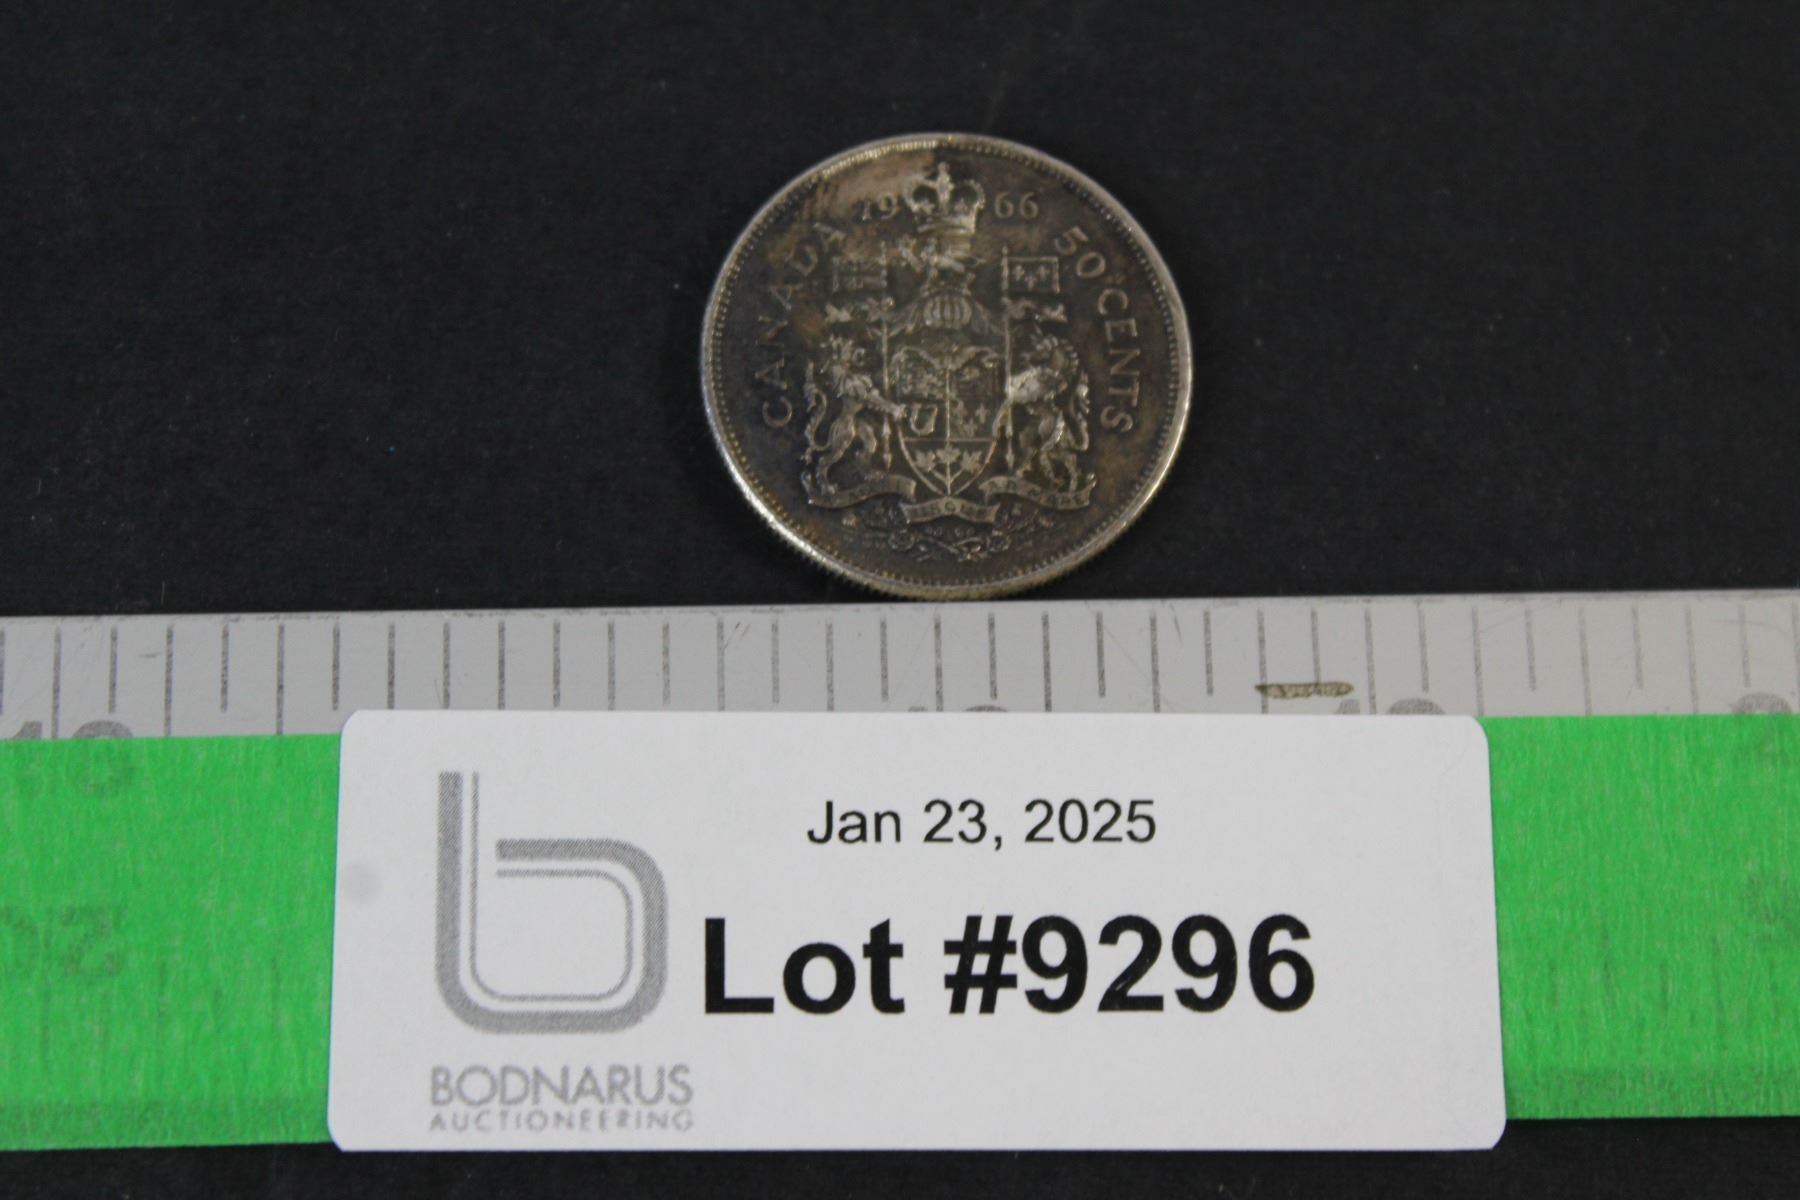 1966
CANADA
50 CENTS
Jan 23, 2025
Lot #9296
BODNARUS
AUCTIONEERING